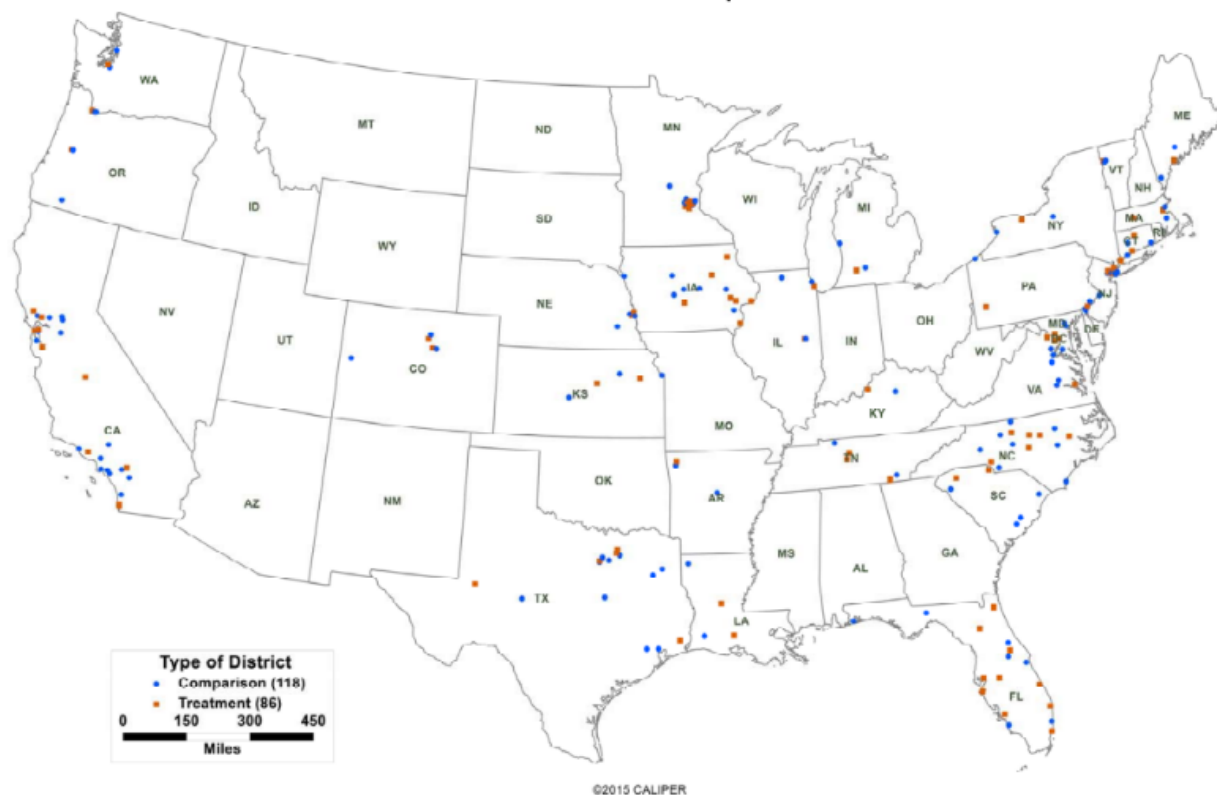 WA
MT
ND
MN
ME
OR
ID
SD
WI
MI
VT
NH
NY
MA
CT
RI
WY
IA
PA
NJ
NE
NV
UT
CO
IL
IN
OH
MD
DE
DC
WV
VA
KS
MO
KY
CA
TN
NC
OK
AR
SC
AZ
NM
MS
AL
GA
TX
LA
FL
Type of District
Comparison (118)
Treatment (86)
0 150 300 450
Miles
©2015 CALIPER